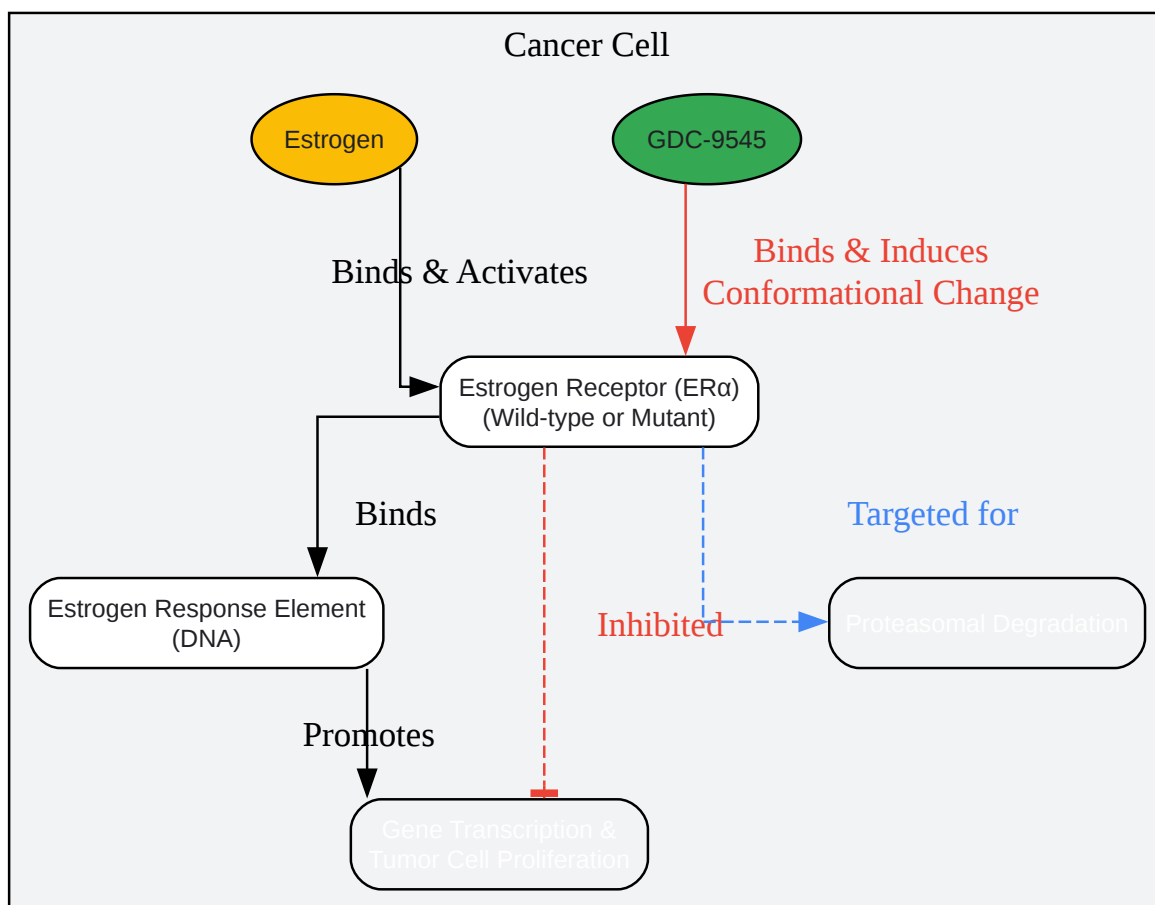 Cancer Cell
Estrogen
GDC-9545
Binds & Activates
Binds & Induces
Conformational Change
Estrogen Receptor (ERα)
(Wild-type or Mutant)
Binds
Targeted for
Estrogen Response Element
(DNA)
Inhibited
Proteasomal Degradation
Promotes
Gene Transcription &
Tumor Cell Proliferation